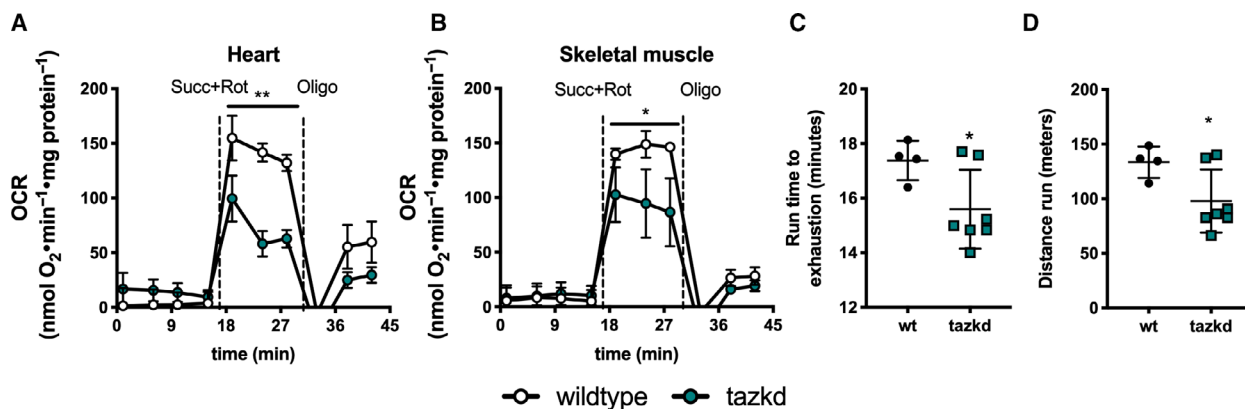 A
Heart
OCR
(nmol O₂•min⁻¹•mg protein⁻¹)
Succ+Rot
**
Oligo
200
150
100
50
0
0
9
18
27
36
45
time (min)
B
Skeletal muscle
OCR
(nmol O₂•min⁻¹•mg protein⁻¹)
Succ+Rot
*
Oligo
200
150
100
50
0
0
9
18
27
36
45
time (min)
wildtype
tazkd
C
Run time to
exhaustion (minutes)
20
18
16
14
12
*
wt
tazkd
D
Distance run (meters)
200
150
100
50
0
*
wt
tazkd